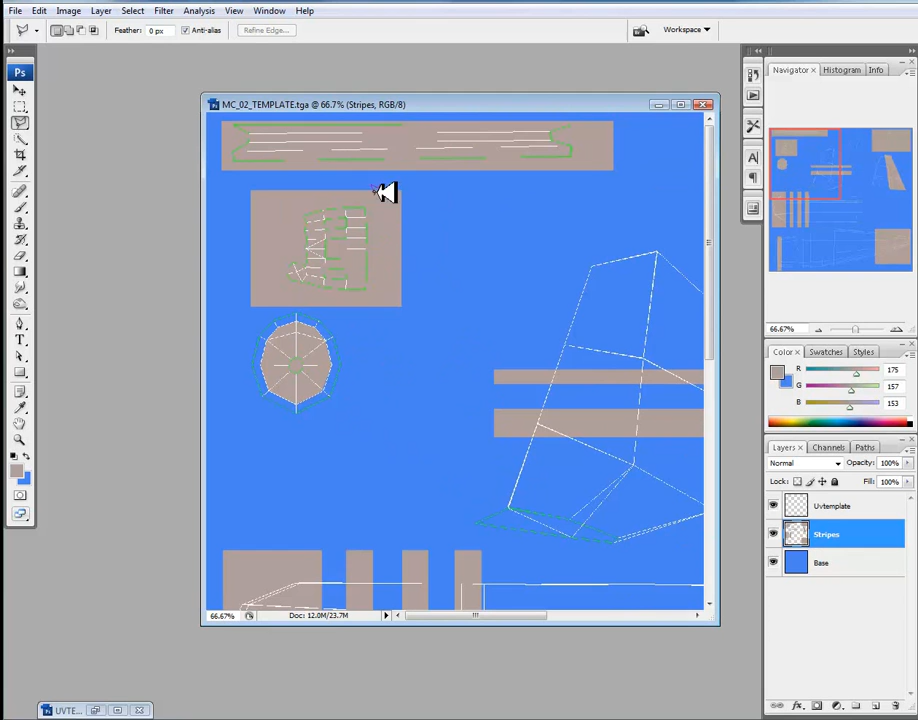 File Edit Image Layer Select Filter Analysis View Window Help
Feather: 0 px Anti-alias Refine Edge... Workspace
Ps
MC_02_TEMPLATE.tga @ 66.7% (Stripes, RGB/8)
Navigator Histogram Info
66.67%
Color Swatches Styles
R 175
G 157
B 153
Layers Channels Paths
Normal Opacity: 100%
Lock: Fill: 100%
Uvtemplate
Stripes
Base
66.67% Doc: 12.0M/23.7M
UVTE...